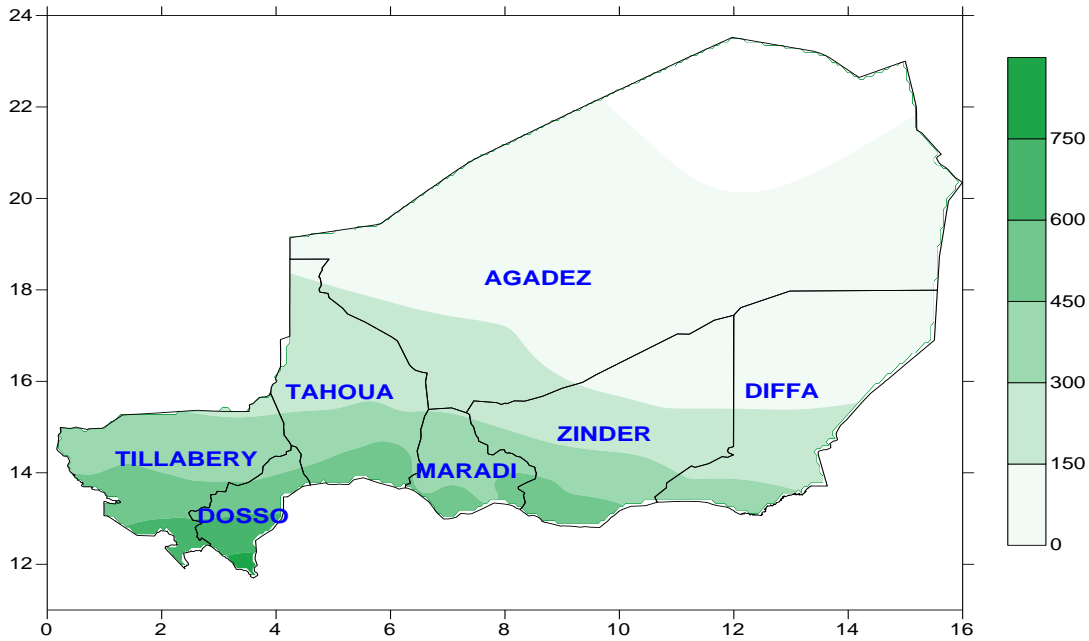 24
22
20
18
16
14
12
AGADEZ
TAHOUA
DIFFA
ZINDER
TILLABERY
MARADI
DOSSO
0 2 4 6 8 10 12 14 16
750
600
450
300
150
0